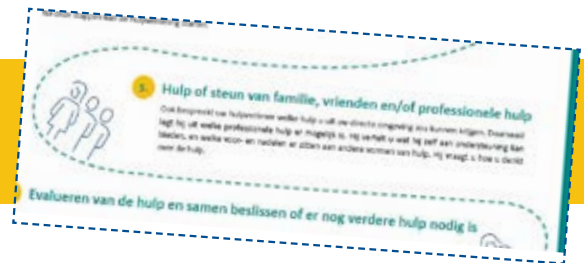 5. Hulp of steun van familie, vrienden en/of professionele hulp
Ook bespreekt uw hulpverlener welke hulp u uit uw directe omgeving zou kunnen krijgen. Daarnaast
legt hij uit welke professionele hulp er mogelijk is. Hij vertelt u wat hij zelf aan ondersteuning kan
bieden, en welke voor- en nadelen er zitten aan andere vormen van hulp. Hij vraagt u hoe u denkt
over de hulp.
Evalueren van de hulp en samen beslissen of er nog verdere hulp nodig is